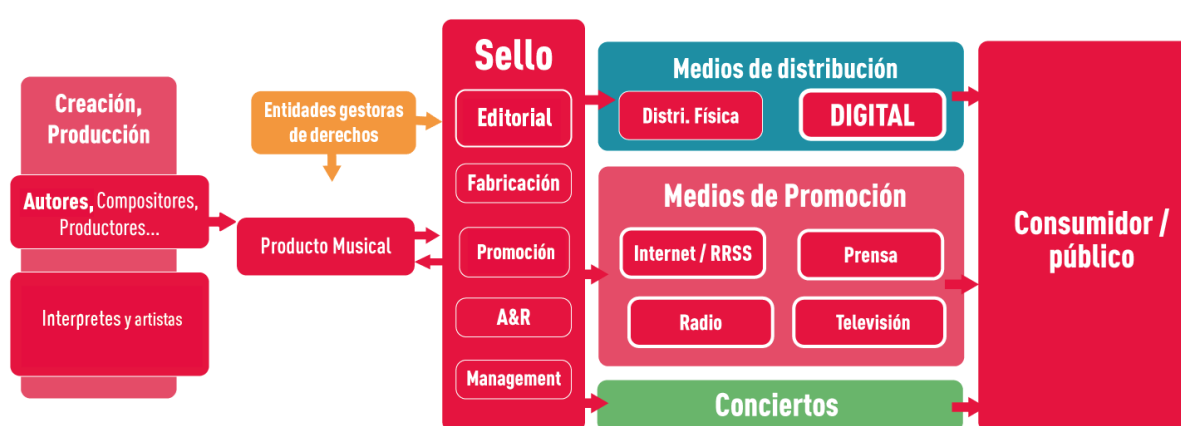 Creación,
Producción
Autores, Compositores,
Productores...
Interpretes y artistas
Entidades gestoras
de derechos
Producto Musical
Sello
Editorial
Fabricación
Promoción
A&R
Management
Medios de distribución
Distri. Física
DIGITAL
Medios de Promoción
Internet / RRSS
Prensa
Radio
Televisión
Conciertos
Consumidor /
público